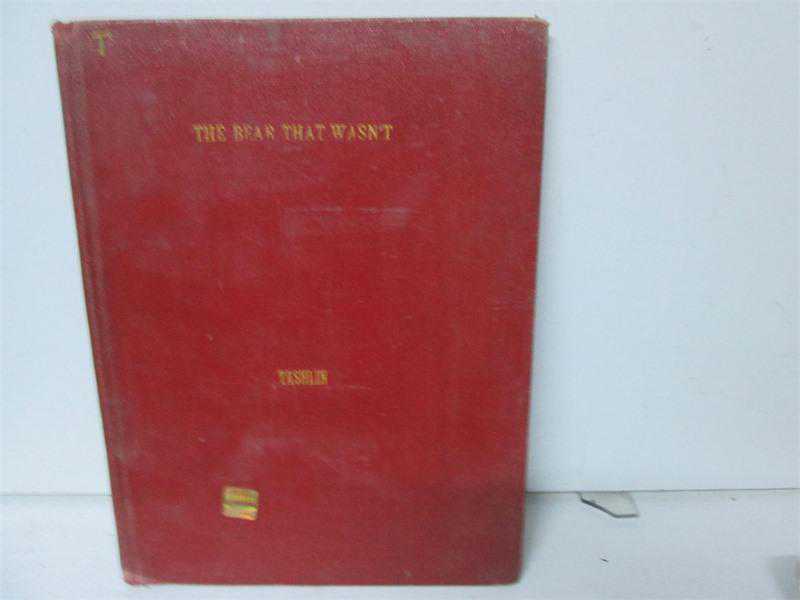 T
THE BEAR THAT WASN'T
TASHLIN